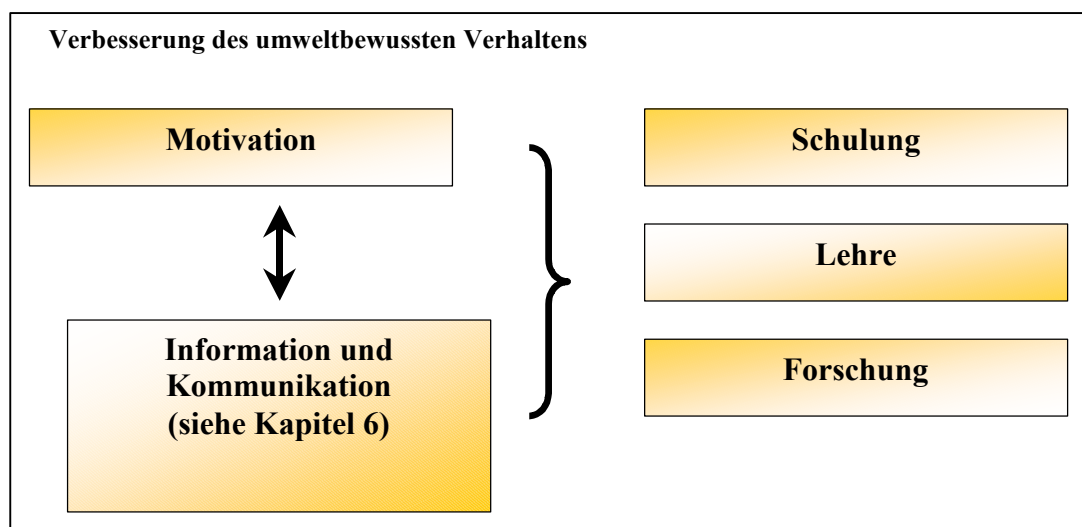 Verbesserung des umweltbewussten Verhaltens
Motivation
Information und
Kommunikation
(siehe Kapitel 6)
Schulung
Lehre
Forschung